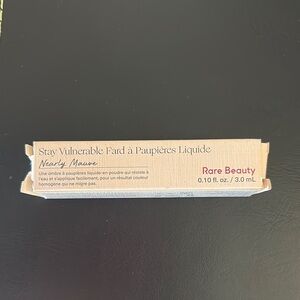 Stay Vulnerable Fard à Paupières Liquide
Nearly Mauve
Une ombre à paupières liquide-en poudre qui résiste à
l'eau et s'applique facilement, pour un résultat couleur
homogène qui ne migre pas.
Rare Beauty
0.10 fl. oz. / 3.0 mL